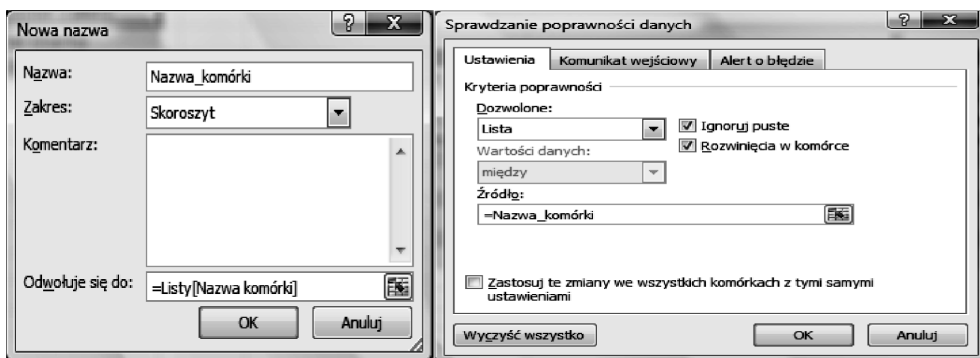 Nowa nazwa
Nazwa: Nazwa_komórki
Zakres: Skoroszyt
Komentarz:
Odwołuje się do: =Listy[Nazwa komórki]
OK Anuluj
Sprawdzanie poprawności danych
Ustawienia Komunikat wejściowy Alert o błędzie
Kryteria poprawności
Dozwolone:
Lista Ignoruj puste
Wartości danych: Rozwinięcia w komórce
między
Źródło:
=Nazwa_komórki
Zastosuj te zmiany we wszystkich komórkach z tymi samymi
ustawieniami
Wyczyść wszystko OK Anuluj